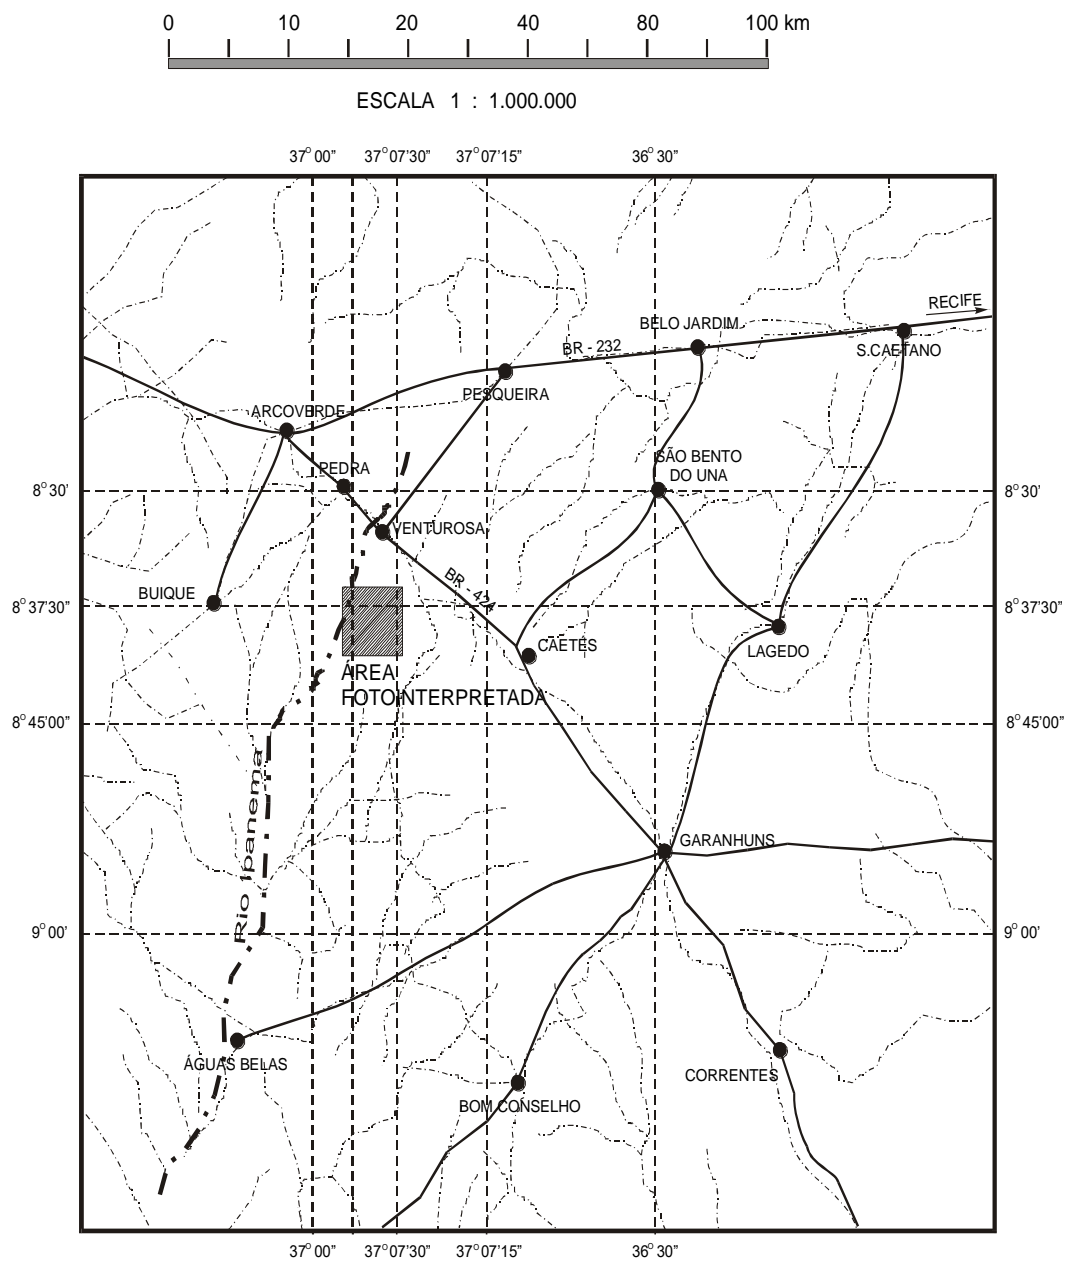 0 10 20 40 80 100 km
ESCALA 1 : 1.000.000
37° 00" 37° 07'30" 37° 07'15" 36° 30"
RECIFE
BELO JARDIM
BR - 232
S.CAETANO
PESQUEIRA
ARCOVERDE
SÃO BENTO
DO UNA
PEDRA
8° 30' 8° 30'
VENTUROSA
BR - 424
BUIQUE
8° 37'30" 8° 37'30"
CAETES
LAGEDO
ÁREA
FOTOINTERPRETADA
8° 45'00" 8° 45'00"
Rio Ipanema
GARANHUNS
9° 00' 9° 00'
ÁGUAS BELAS
CORRENTES
BOM CONSELHO
37° 00" 37° 07'30" 37° 07'15" 36° 30"